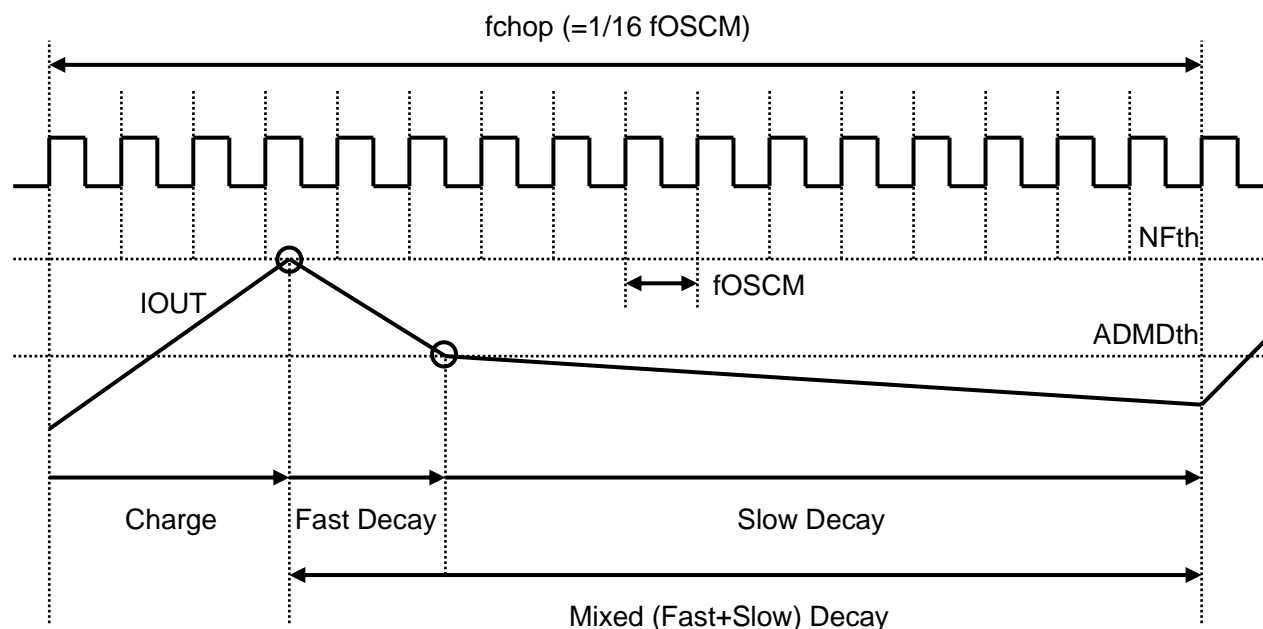 fchop (=1/16 fOSCM)
NFth
fOSCM
IOUT
ADMDth
Charge
Fast Decay
Slow Decay
Mixed (Fast+Slow) Decay